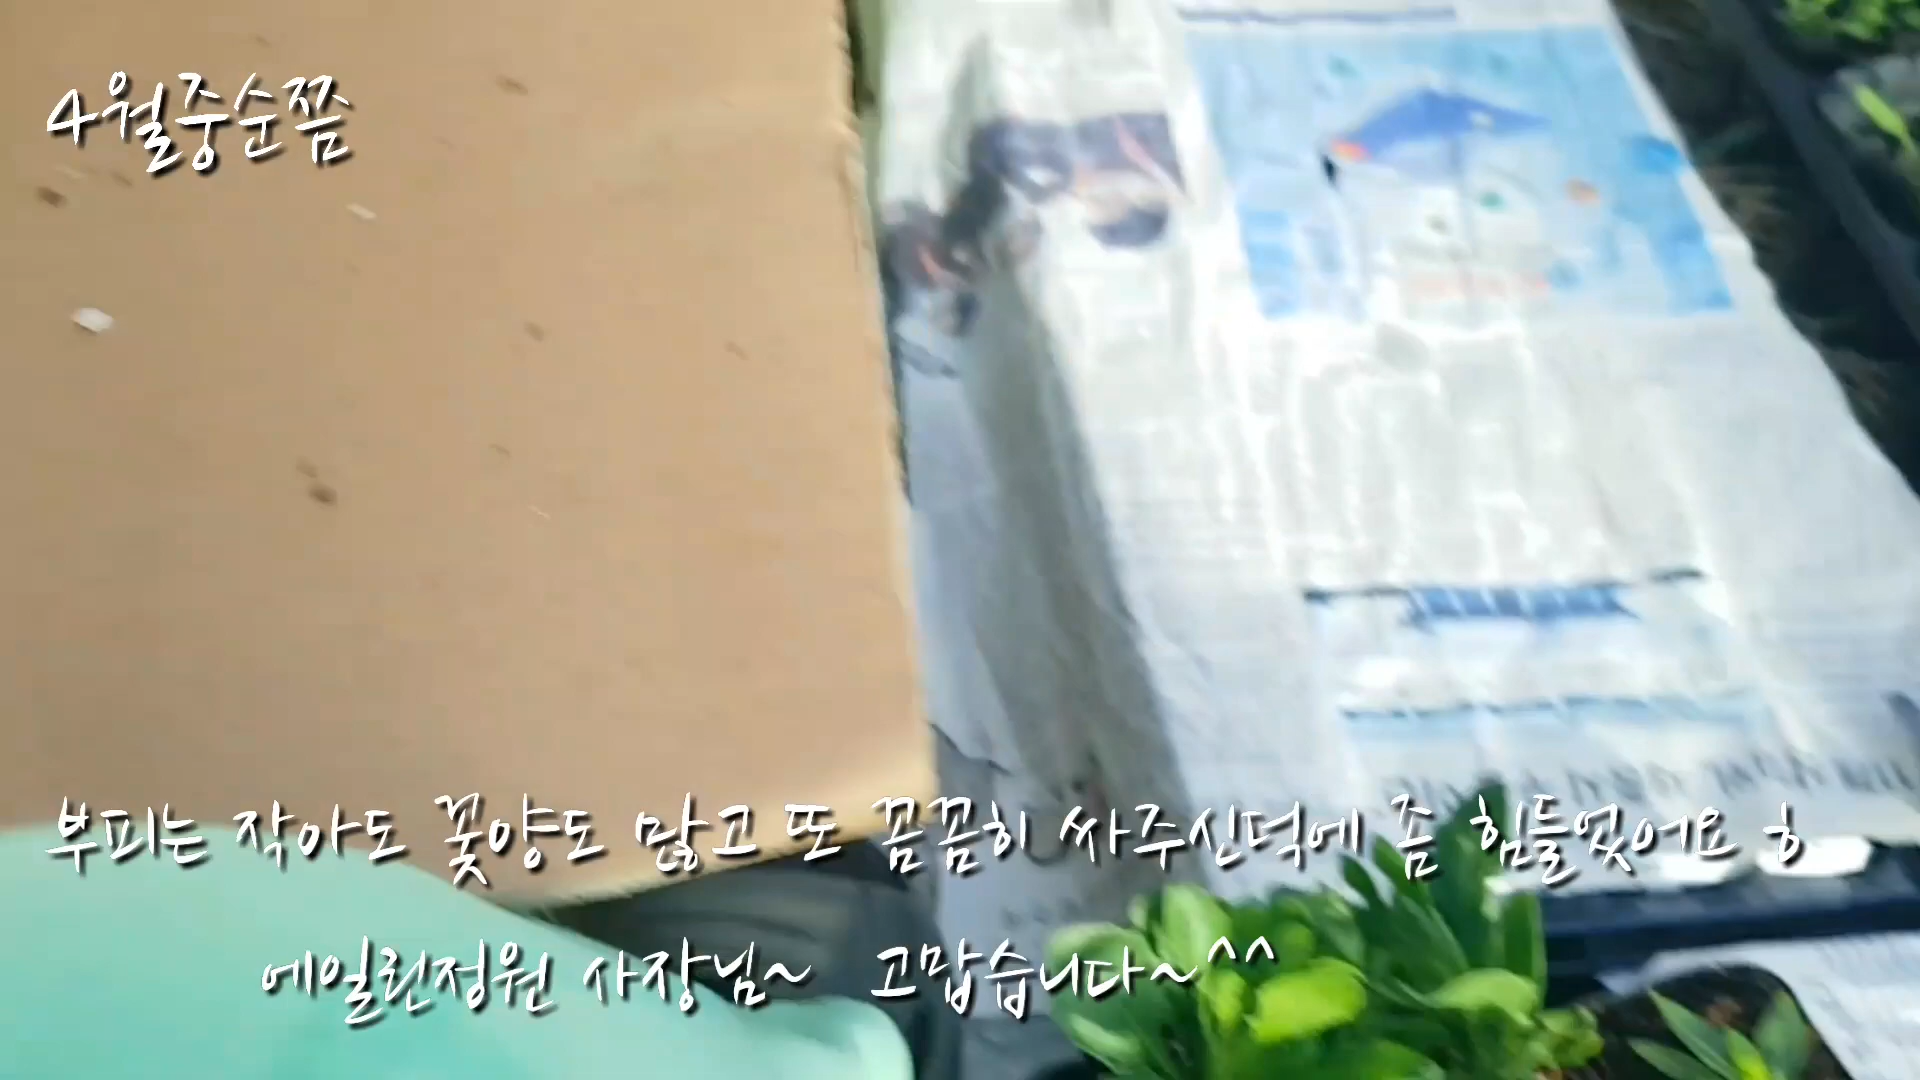 4월중순쯤
부피는 작아도 꽃양도 많고 또 꼼꼼히 싸주신덕에 좀 힘들었어요 ㅎ
에일린정원 사장님~ 고맙습니다~^^